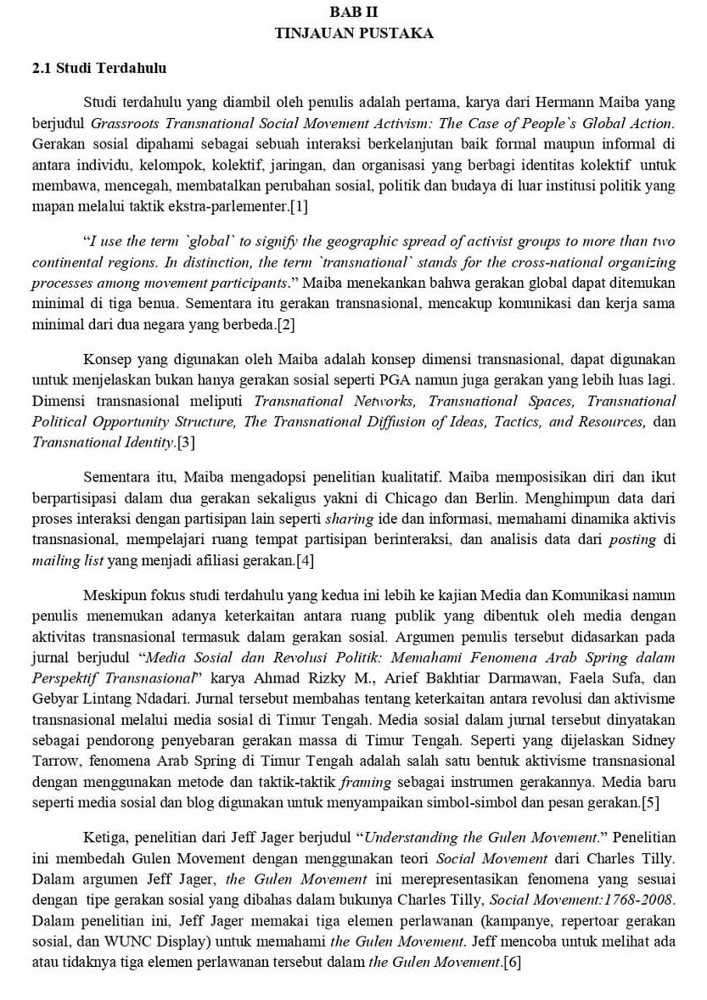 BAB II
TINJAUAN PUSTAKA
2.1 Studi Terdahulu
Studi terdahulu yang diambil oleh penulis adalah pertama, karya dari Hermann Maiba yang
berjudul Grassroots Transnational Social Movement Activism: The Case of People`s Global Action.
Gerakan sosial dipahami sebagai sebuah interaksi berkelanjutan baik formal maupun informal di
antara individu, kelompok, kolektif, jaringan, dan organisasi yang berbagi identitas kolektif untuk
membawa, mencegah, membatalkan perubahan sosial, politik dan budaya di luar institusi politik yang
mapan melalui taktik ekstra-parlementer.[1]
“I use the term `global` to signify the geographic spread of activist groups to more than two
continental regions. In distinction, the term `transnational` stands for the cross-national organizing
processes among movement participants.” Maiba menekankan bahwa gerakan global dapat ditemukan
minimal di tiga benua. Sementara itu gerakan transnasional, mencakup komunikasi dan kerja sama
minimal dari dua negara yang berbeda.[2]
Konsep yang digunakan oleh Maiba adalah konsep dimensi transnasional, dapat digunakan
untuk menjelaskan bukan hanya gerakan sosial seperti PGA namun juga gerakan yang lebih luas lagi.
Dimensi transnasional meliputi Transnational Networks, Transnational Spaces, Transnational
Political Opportunity Structure, The Transnational Diffusion of Ideas, Tactics, and Resources, dan
Transnational Identity.[3]
Sementara itu, Maiba mengadopsi penelitian kualitatif. Maiba memposisikan diri dan ikut
berpartisipasi dalam dua gerakan sekaligus yakni di Chicago dan Berlin. Menghimpun data dari
proses interaksi dengan partisipan lain seperti sharing ide dan informasi, memahami dinamika aktivis
transnasional, mempelajari ruang tempat partisipan berinteraksi, dan analisis data dari posting di
mailing list yang menjadi afiliasi gerakan.[4]
Meskipun fokus studi terdahulu yang kedua ini lebih ke kajian Media dan Komunikasi namun
penulis menemukan adanya keterkaitan antara ruang publik yang dibentuk oleh media dengan
aktivitas transnasional termasuk dalam gerakan sosial. Argumen penulis tersebut didasarkan pada
jurnal berjudul “Media Sosial dan Revolusi Politik: Memahami Fenomena Arab Spring dalam
Perspektif Transnasional” karya Ahmad Rizky M., Arief Bakhtiar Darmawan, Faela Sufa, dan
Gebyar Lintang Ndadari. Jurnal tersebut membahas tentang keterkaitan antara revolusi dan aktivisme
transnasional melalui media sosial di Timur Tengah. Media sosial dalam jurnal tersebut dinyatakan
sebagai pendorong penyebaran gerakan massa di Timur Tengah. Seperti yang dijelaskan Sidney
Tarrow, fenomena Arab Spring di Timur Tengah adalah salah satu bentuk aktivisme transnasional
dengan menggunakan metode dan taktik-taktik framing sebagai instrumen gerakannya. Media baru
seperti media sosial dan blog digunakan untuk menyampaikan simbol-simbol dan pesan gerakan.[5]
Ketiga, penelitian dari Jeff Jager berjudul “Understanding the Gulen Movement.” Penelitian
ini membedah Gulen Movement dengan menggunakan teori Social Movement dari Charles Tilly.
Dalam argumen Jeff Jager, the Gulen Movement ini merepresentasikan fenomena yang sesuai
dengan tipe gerakan sosial yang dibahas dalam bukunya Charles Tilly, Social Movement:1768-2008.
Dalam penelitian ini, Jeff Jager memakai tiga elemen perlawanan (kampanye, repertoar gerakan
sosial, dan WUNC Display) untuk memahami the Gulen Movement. Jeff mencoba untuk melihat ada
atau tidaknya tiga elemen perlawanan tersebut dalam the Gulen Movement.[6]